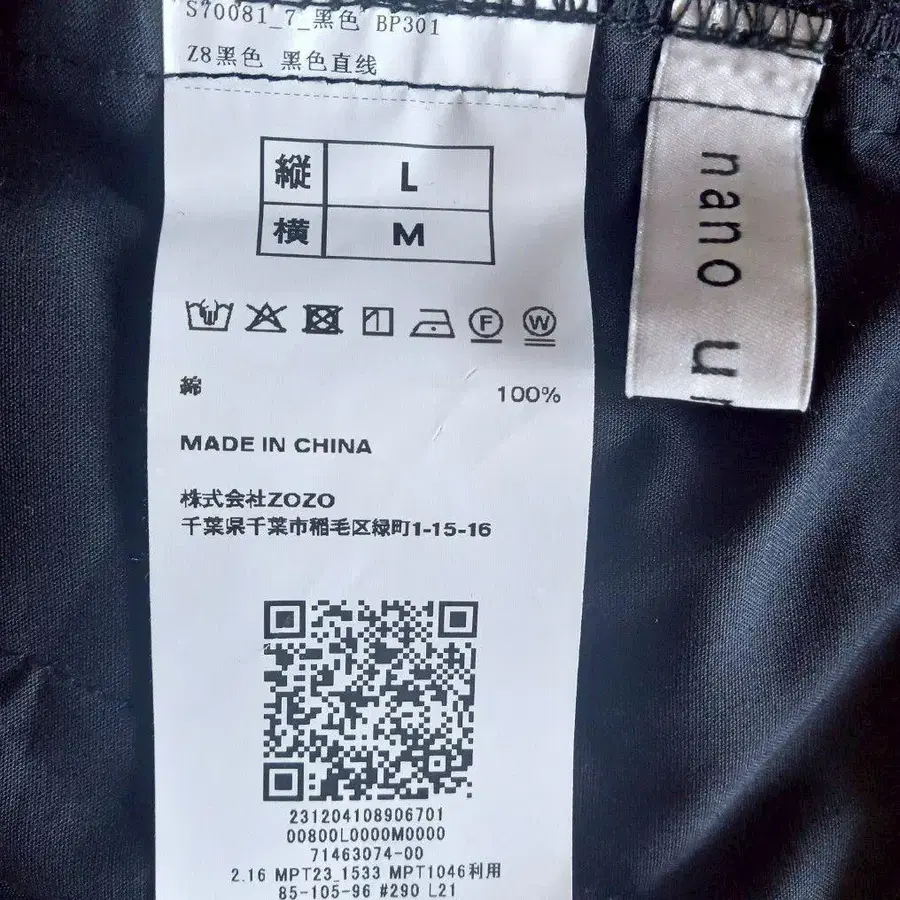 S70081_7_黑色 BP301
Z8黑色 黑色直线
縦 L
横 M
F W
綿 100%
MADE IN CHINA
株式会社ZOZO
千葉県千葉市稲毛区緑町1-15-16
231204108906701
00800L0000M0000
71463074-00
2.16 MPT23_1533 MPT1046利用
85-105-96 #290 L21
nano u